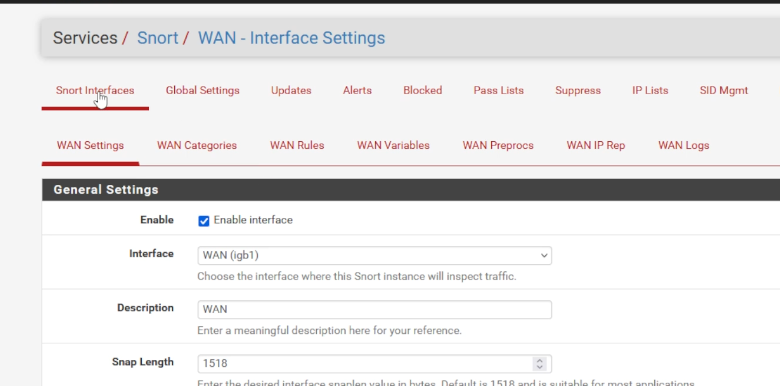 Services / Snort / WAN - Interface Settings
Snort Interfaces Global Settings Updates Alerts Blocked Pass Lists Suppress IP Lists SID Mgmt
WAN Settings WAN Categories WAN Rules WAN Variables WAN Preprocs WAN IP Rep WAN Logs
General Settings
Enable Enable interface
Interface WAN (igb1)
Choose the interface where this Snort instance will inspect traffic.
Description WAN
Enter a meaningful description here for your reference.
Snap Length 1518
Enter the desired interface snaplen value in bytes. Default is 1518 and is suitable for most applications.